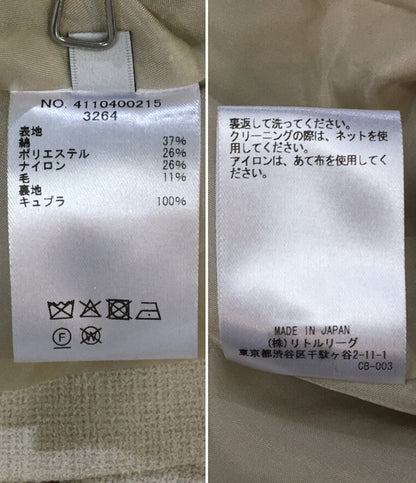 NO. 4110400215
3264
表地
綿 37%
ポリエステル 26%
ナイロン 26%
毛 11%
裏地
キュプラ 100%
F
W
裏返して洗ってください。
クリーニングの際は、ネットを使
用してください。
アイロンは、あて布を使用してく
ださい。
MADE IN JAPAN
(株)リトルリーグ
東京都渋谷区千駄ヶ谷2-11-1
CB-003